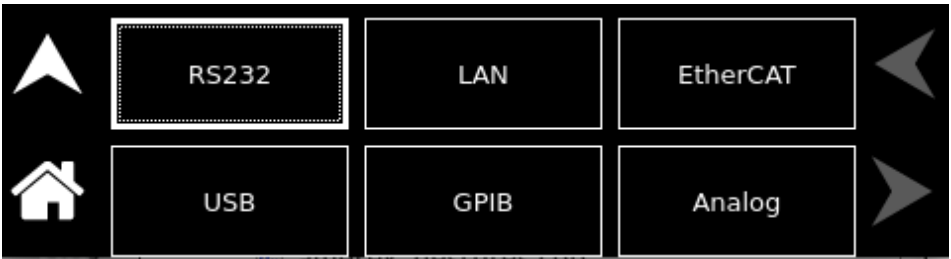 RS232
LAN
EtherCAT
USB
GPIB
Analog